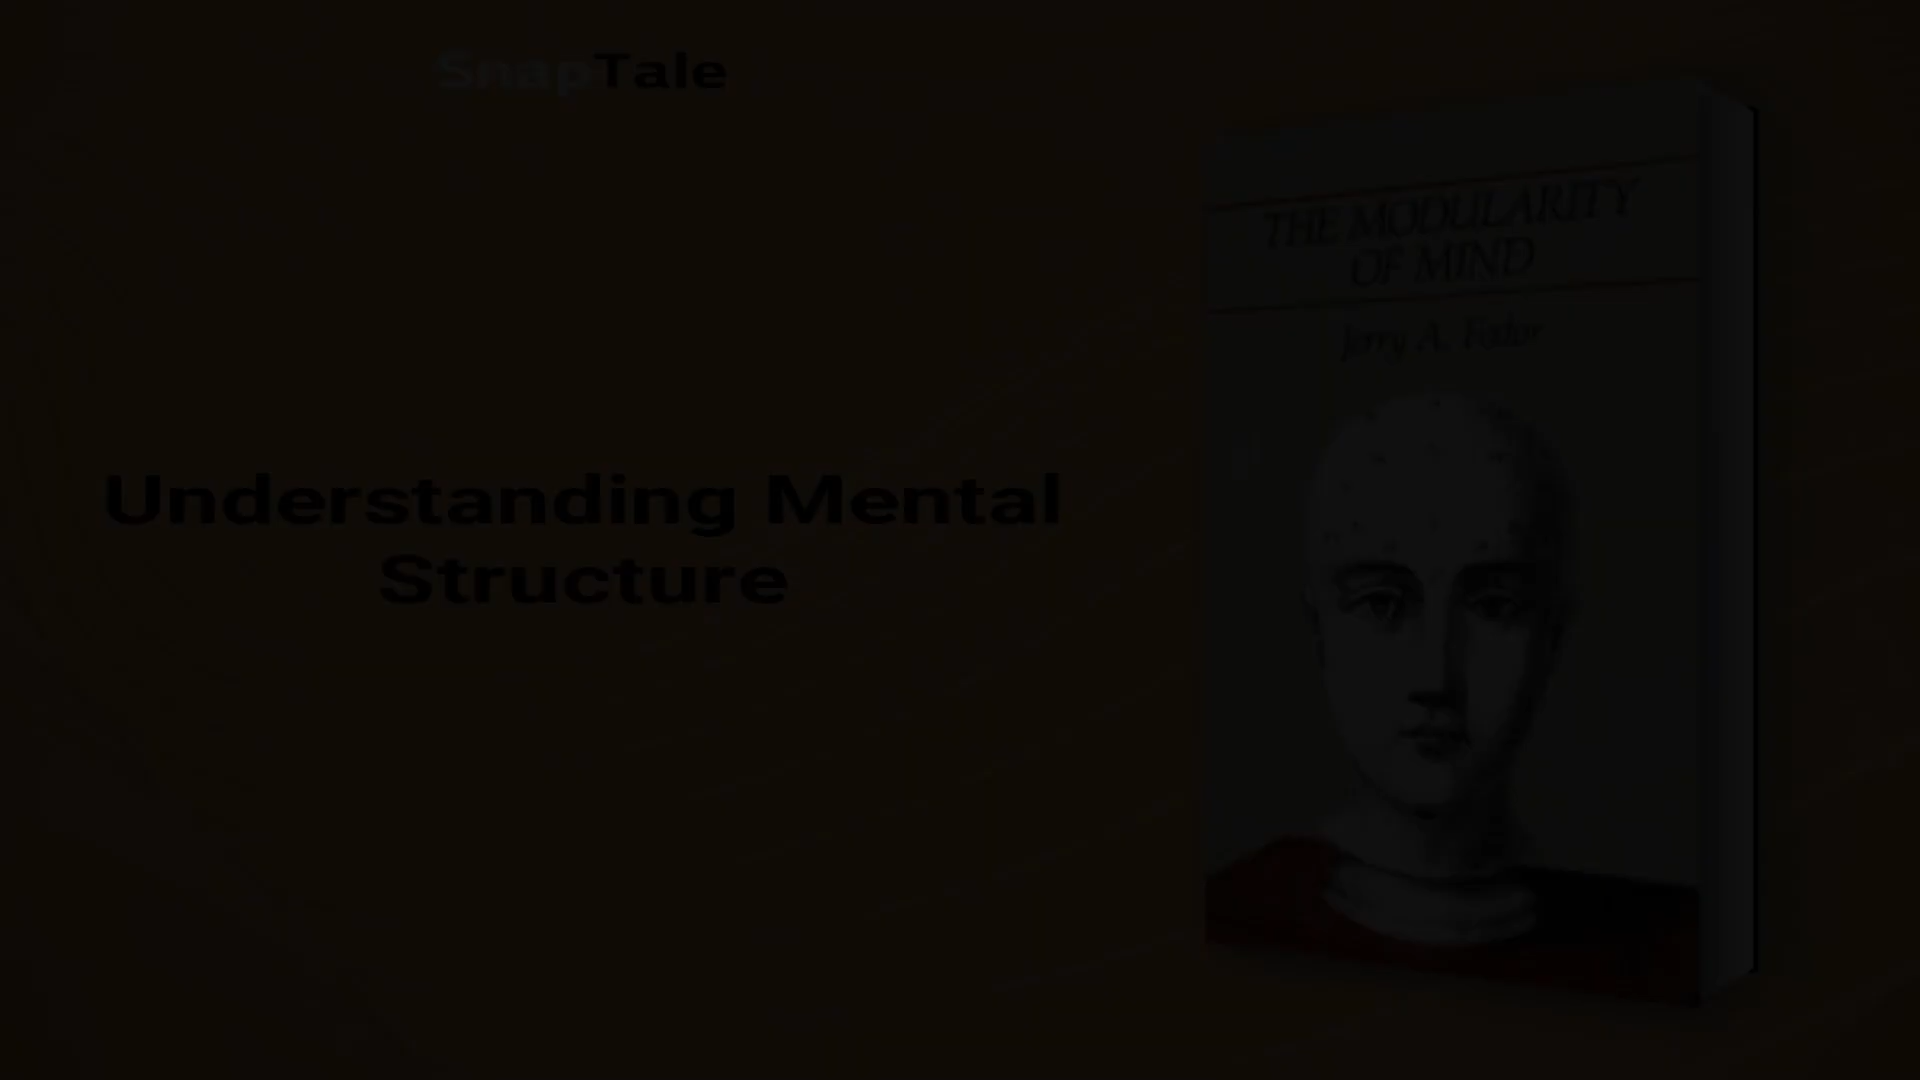 SnapTale
THE MODULARITY
OF MIND
Jerry A. Fodor
Understanding Mental
Structure